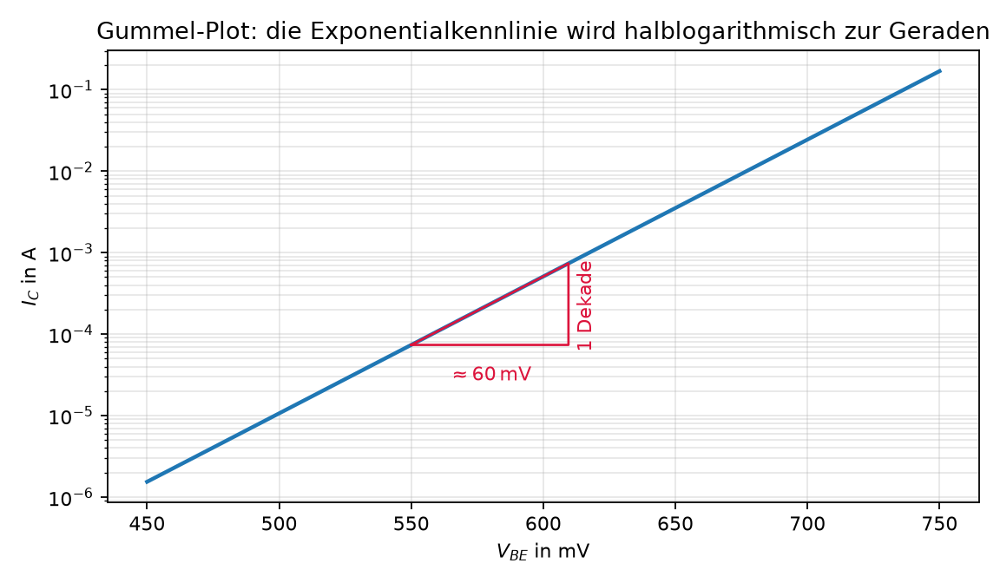 Gummel-Plot: die Exponentialkennlinie wird halblogarithmisch zur Geraden
10⁻¹
10⁻²
10⁻³
10⁻⁴
10⁻⁵
10⁻⁶
I_C in A
1 Dekade
≈ 60 mV
450 500 550 600 650 700 750
V_BE in mV